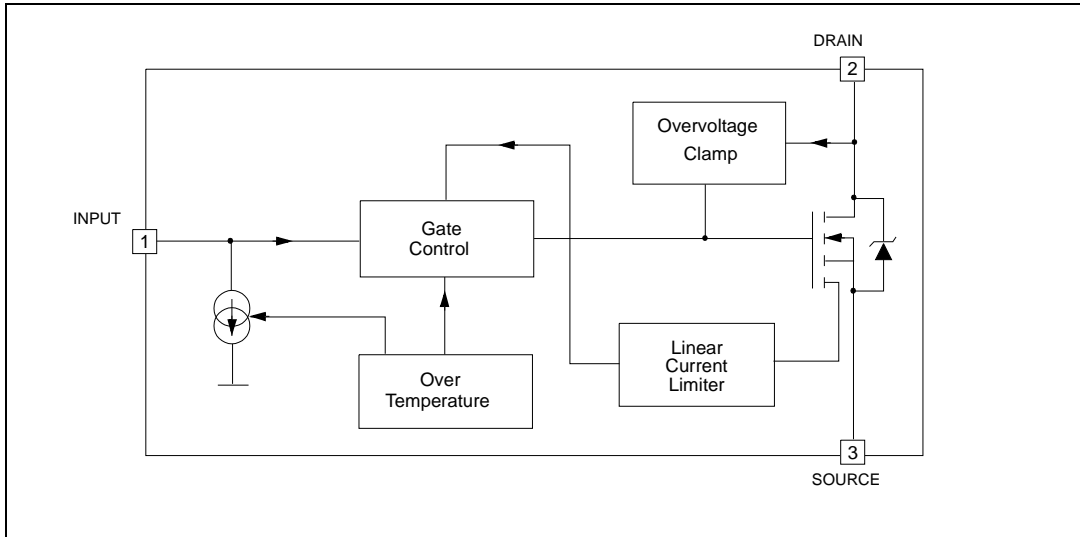 DRAIN
2
Overvoltage
Clamp
INPUT
1
Gate
Control
Linear
Current
Limiter
Over
Temperature
3
SOURCE